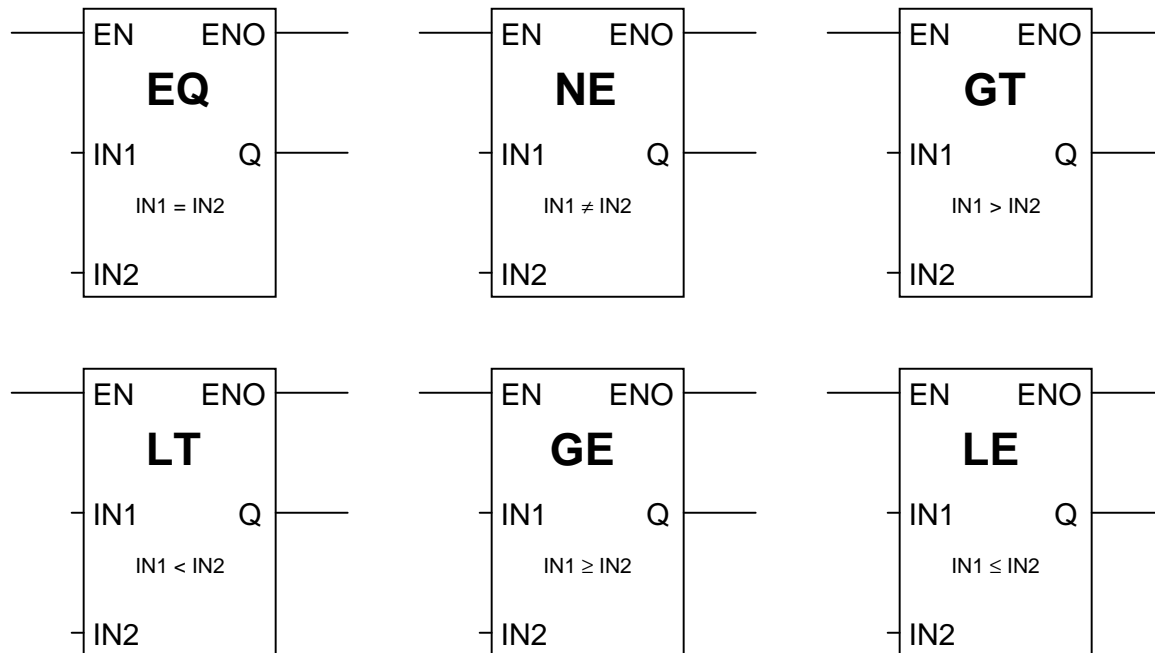 EN ENO
EQ
IN1 Q
IN1 = IN2
IN2
EN ENO
NE
IN1 Q
IN1 ≠ IN2
IN2
EN ENO
GT
IN1 Q
IN1 > IN2
IN2
EN ENO
LT
IN1 Q
IN1 < IN2
IN2
EN ENO
GE
IN1 Q
IN1 ≥ IN2
IN2
EN ENO
LE
IN1 Q
IN1 ≤ IN2
IN2